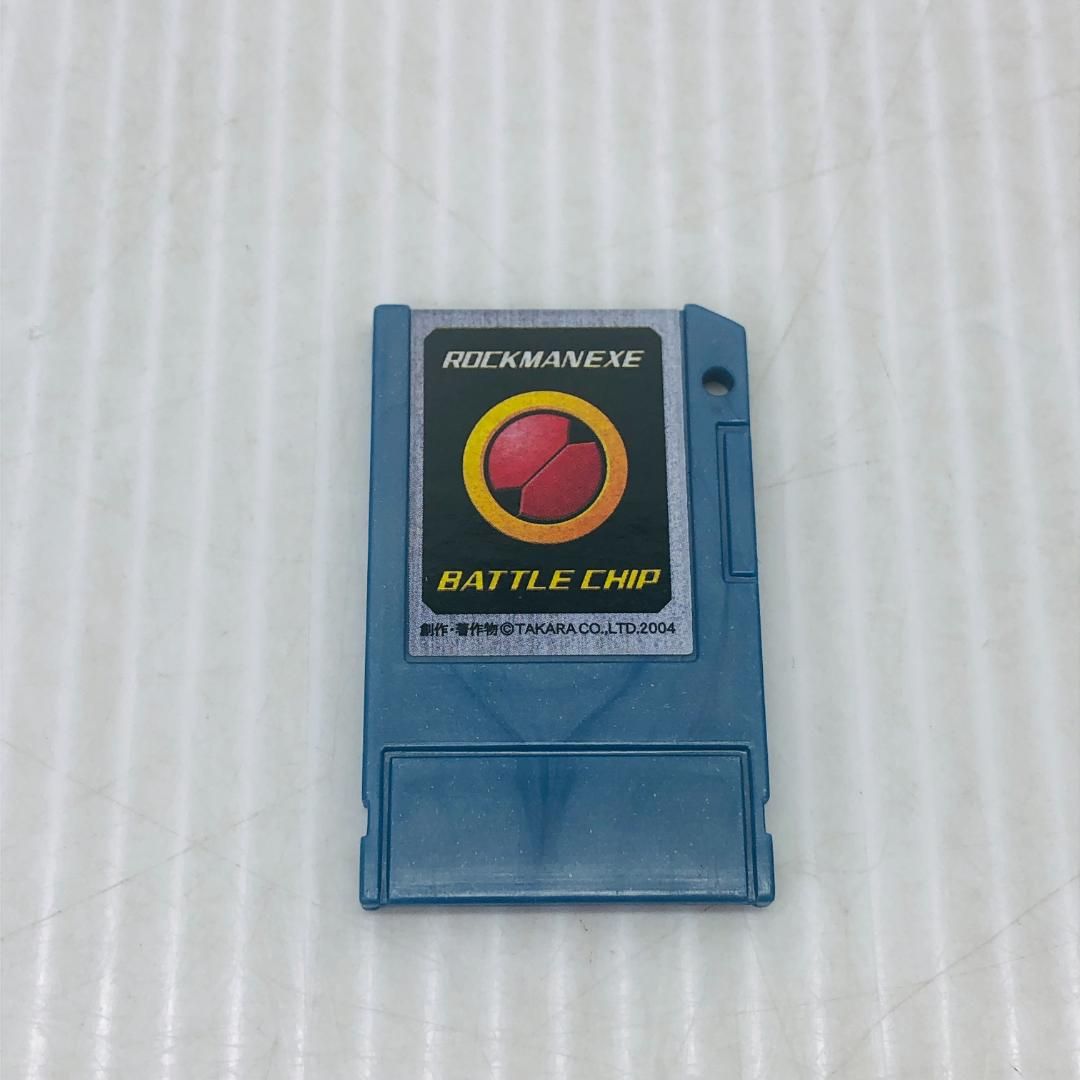 ROCKMANEXE
BATTLE CHIP
創作・著作物©TAKARA CO.,LTD.2004